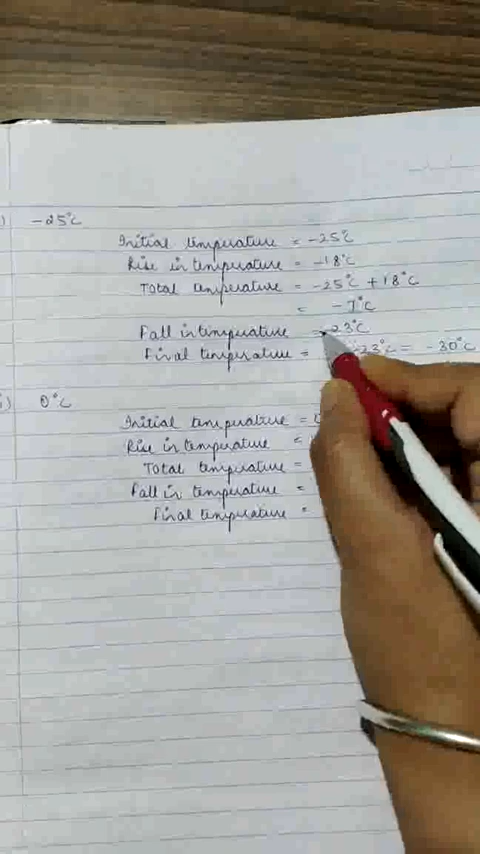 ) -25°C
Initial temperature = -25°C
Rise in temperature = -18°C
Total temperature = -25°C + 18°C
= -7°C
Fall in temperature = 23°C
Final temperature = 23°C = -30°C
i) 0°C
Initial temperature =
Rise in temperature =
Total temperature =
Fall in temperature =
Final temperature =